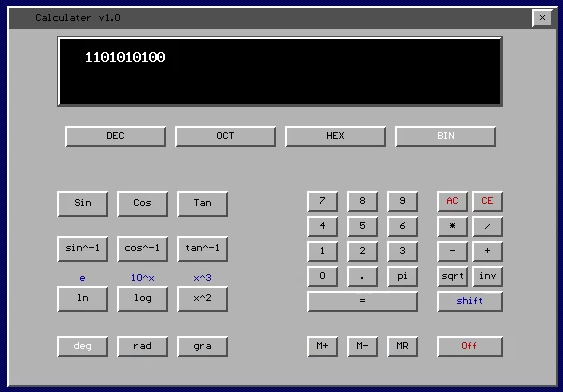 Calculater v1.0 ×
1101010100
DEC OCT HEX BIN
Sin Cos Tan 7 8 9 AC CE
4 5 6 * /
sin^-1 cos^-1 tan^-1 1 2 3 - +
e 10^x x^3 0 . pi sqrt inv
ln log x^2 = shift
deg rad gra M+ M- MR Off